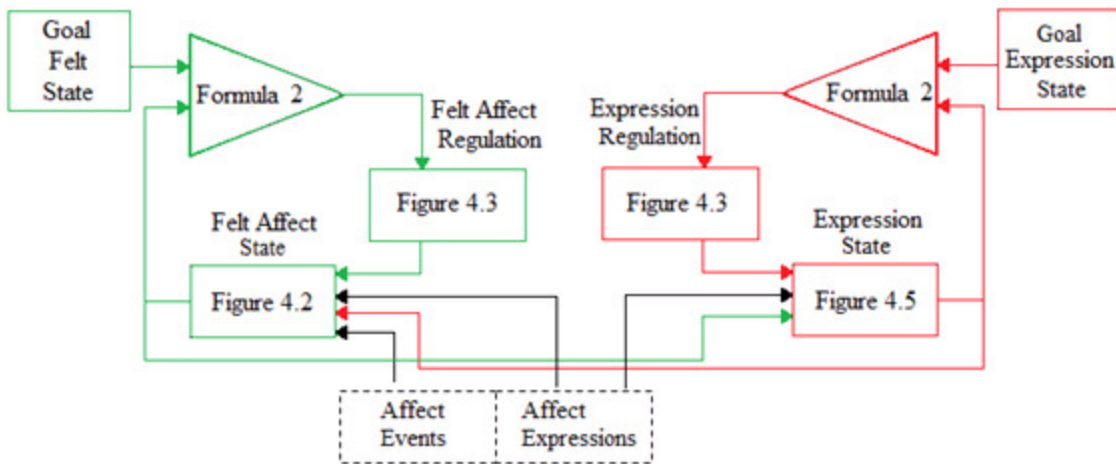 Goal
Felt
State
Formula 2
Felt Affect
Regulation
Figure 4.3
Felt Affect
State
Figure 4.2
Goal
Expression
State
Formula 2
Expression
Regulation
Figure 4.3
Expression
State
Figure 4.5
Affect
Events
Affect
Expressions